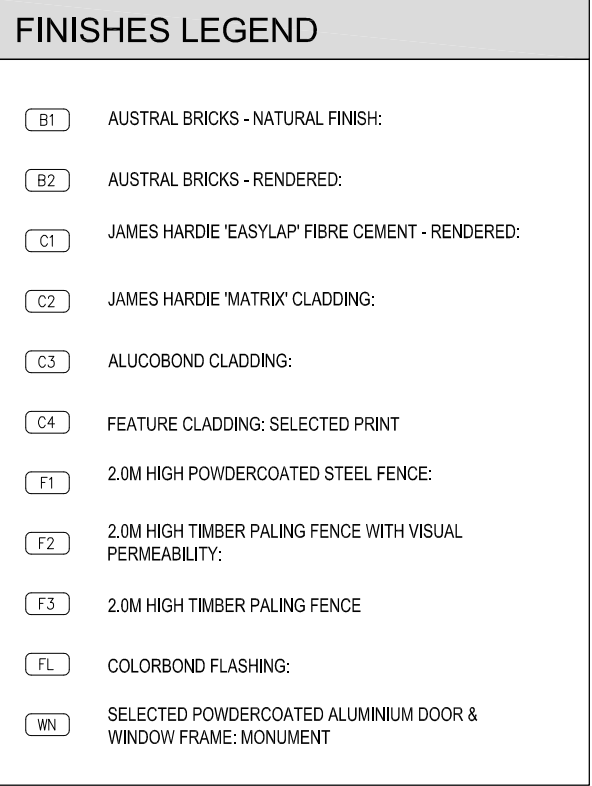 FINISHES LEGEND
B1 AUSTRAL BRICKS - NATURAL FINISH:
B2 AUSTRAL BRICKS - RENDERED:
C1 JAMES HARDIE 'EASYLAP' FIBRE CEMENT - RENDERED:
C2 JAMES HARDIE 'MATRIX' CLADDING:
C3 ALUCOBOND CLADDING:
C4 FEATURE CLADDING: SELECTED PRINT
F1 2.0M HIGH POWDERCOATED STEEL FENCE:
F2 2.0M HIGH TIMBER PALING FENCE WITH VISUAL
PERMEABILITY:
F3 2.0M HIGH TIMBER PALING FENCE
FL COLORBOND FLASHING:
WN SELECTED POWDERCOATED ALUMINIUM DOOR &
WINDOW FRAME: MONUMENT